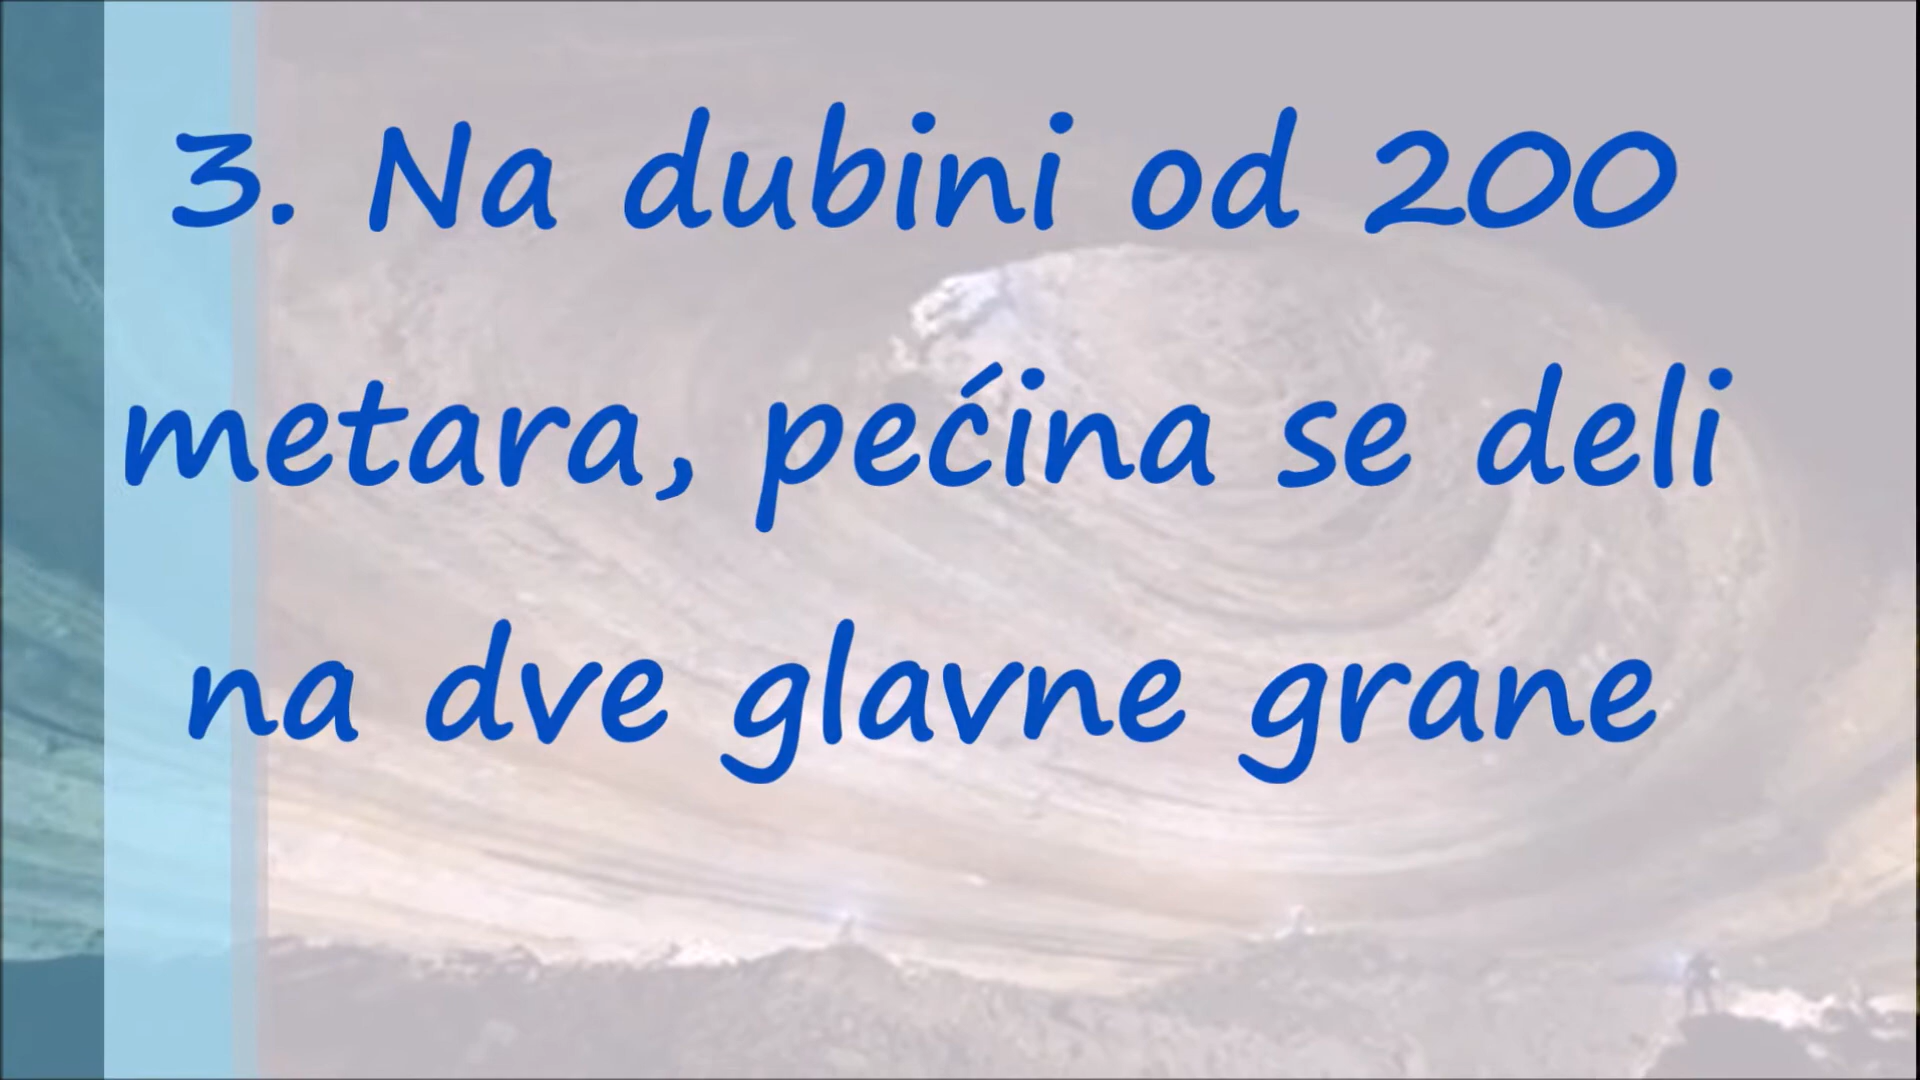 3. Na dubini od 200
metara, pećina se deli
na dve glavne grane